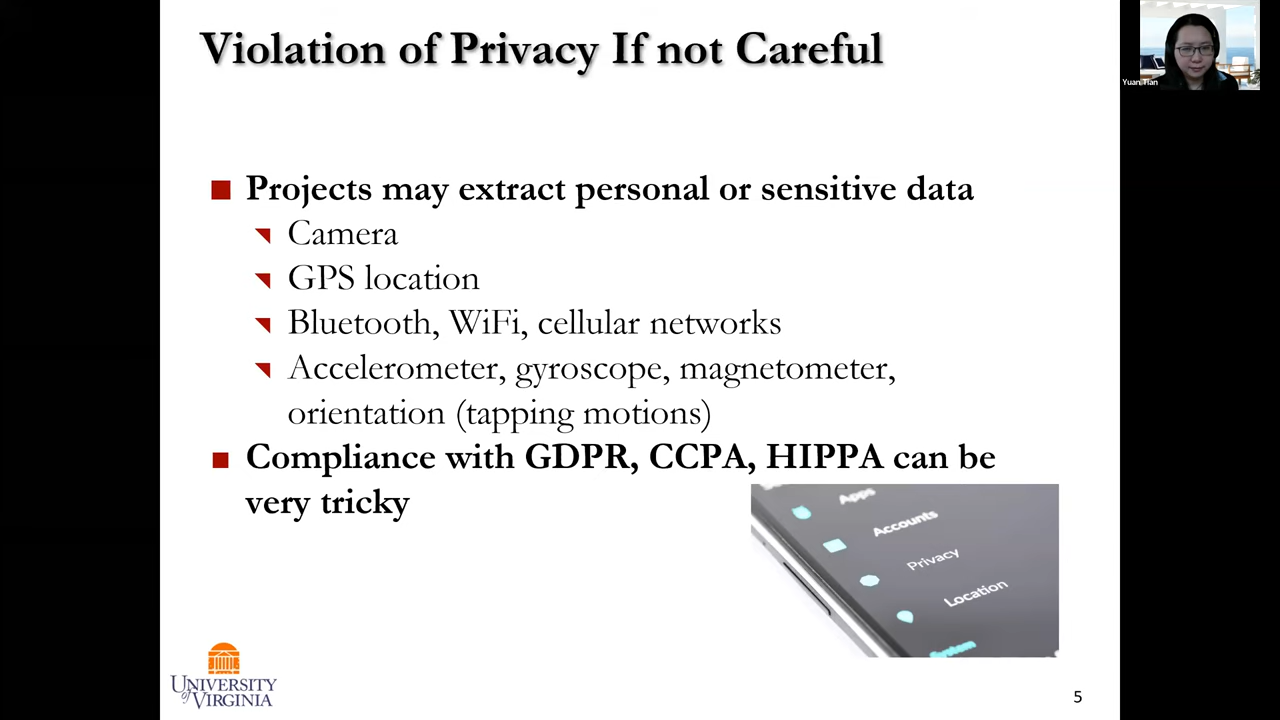 Violation of Privacy If not Careful
Yuan Tian
Projects may extract personal or sensitive data
Camera
GPS location
Bluetooth, WiFi, cellular networks
Accelerometer, gyroscope, magnetometer,
orientation (tapping motions)
Compliance with GDPR, CCPA, HIPPA can be
very tricky
Apps
Accounts
Privacy
Location
System
UNIVERSITY
of VIRGINIA
5